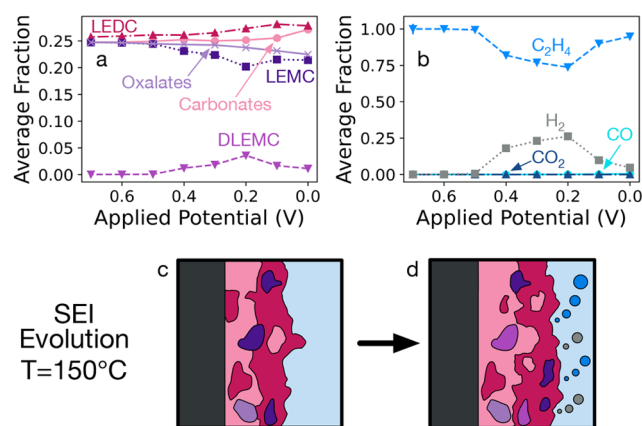 LEDC
a
Oxalates
LEMC
Carbonates
DLEMC
0.25
0.20
0.15
0.10
0.05
0.00
Average Fraction
0.6
0.4
0.2
0.0
Applied Potential (V)
b
C₂H₄
H₂
CO
CO₂
1.00
0.75
0.50
0.25
0.00
Average Fraction
0.6
0.4
0.2
0.0
Applied Potential (V)
SEI
Evolution
T=150°C
c
d